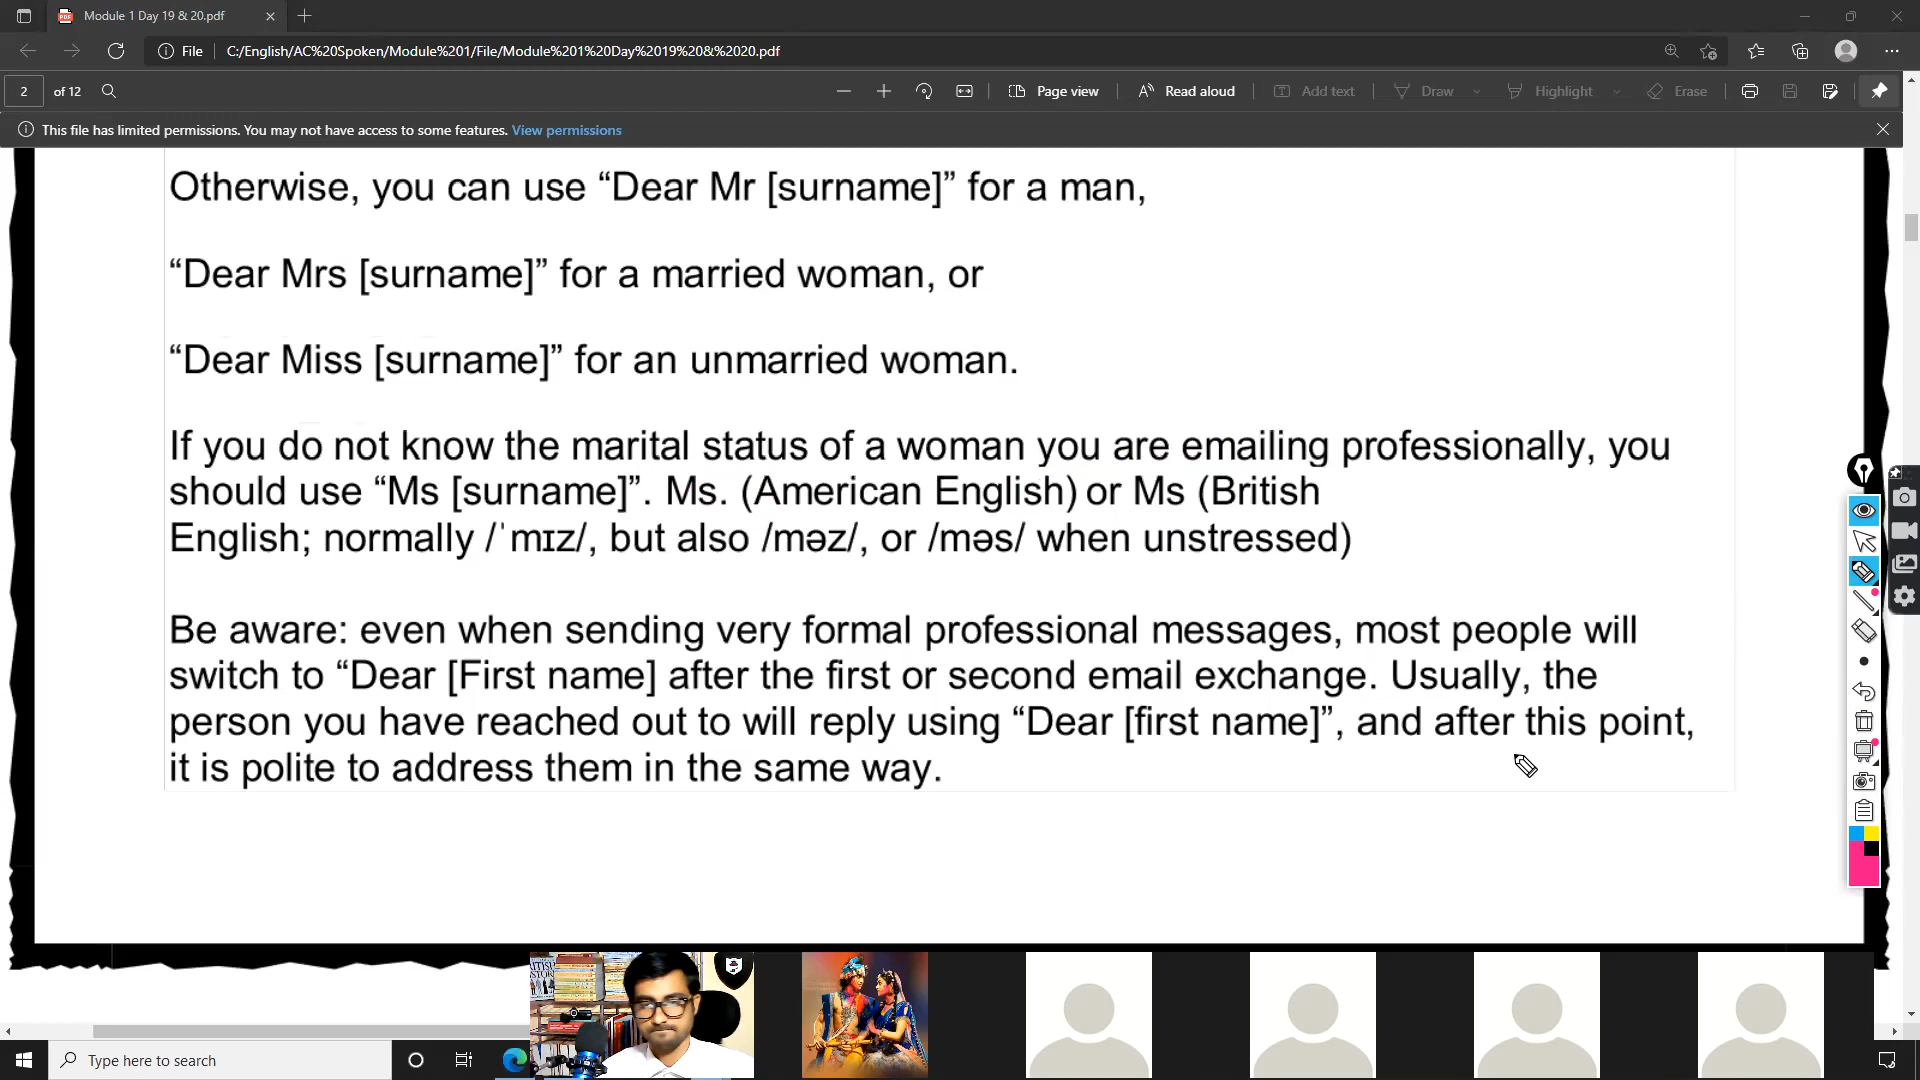 Module 1 Day 19 & 20.pdf
File
C:/English/AC%20Spoken/Module%201/File/Module%201%20Day%2019%20&%2020.pdf
2 of 12
Page view
Read aloud
Add text
Draw
Highlight
Erase
This file has limited permissions. You may not have access to some features. View permissions
Otherwise, you can use “Dear Mr [surname]” for a man,
“Dear Mrs [surname]” for a married woman, or
“Dear Miss [surname]” for an unmarried woman.
If you do not know the marital status of a woman you are emailing professionally, you
should use “Ms [surname]”. Ms. (American English) or Ms (British
English; normally /ˈmɪz/, but also /məz/, or /məs/ when unstressed)
Be aware: even when sending very formal professional messages, most people will
switch to “Dear [First name] after the first or second email exchange. Usually, the
person you have reached out to will reply using “Dear [first name]”, and after this point,
it is polite to address them in the same way.
Type here to search